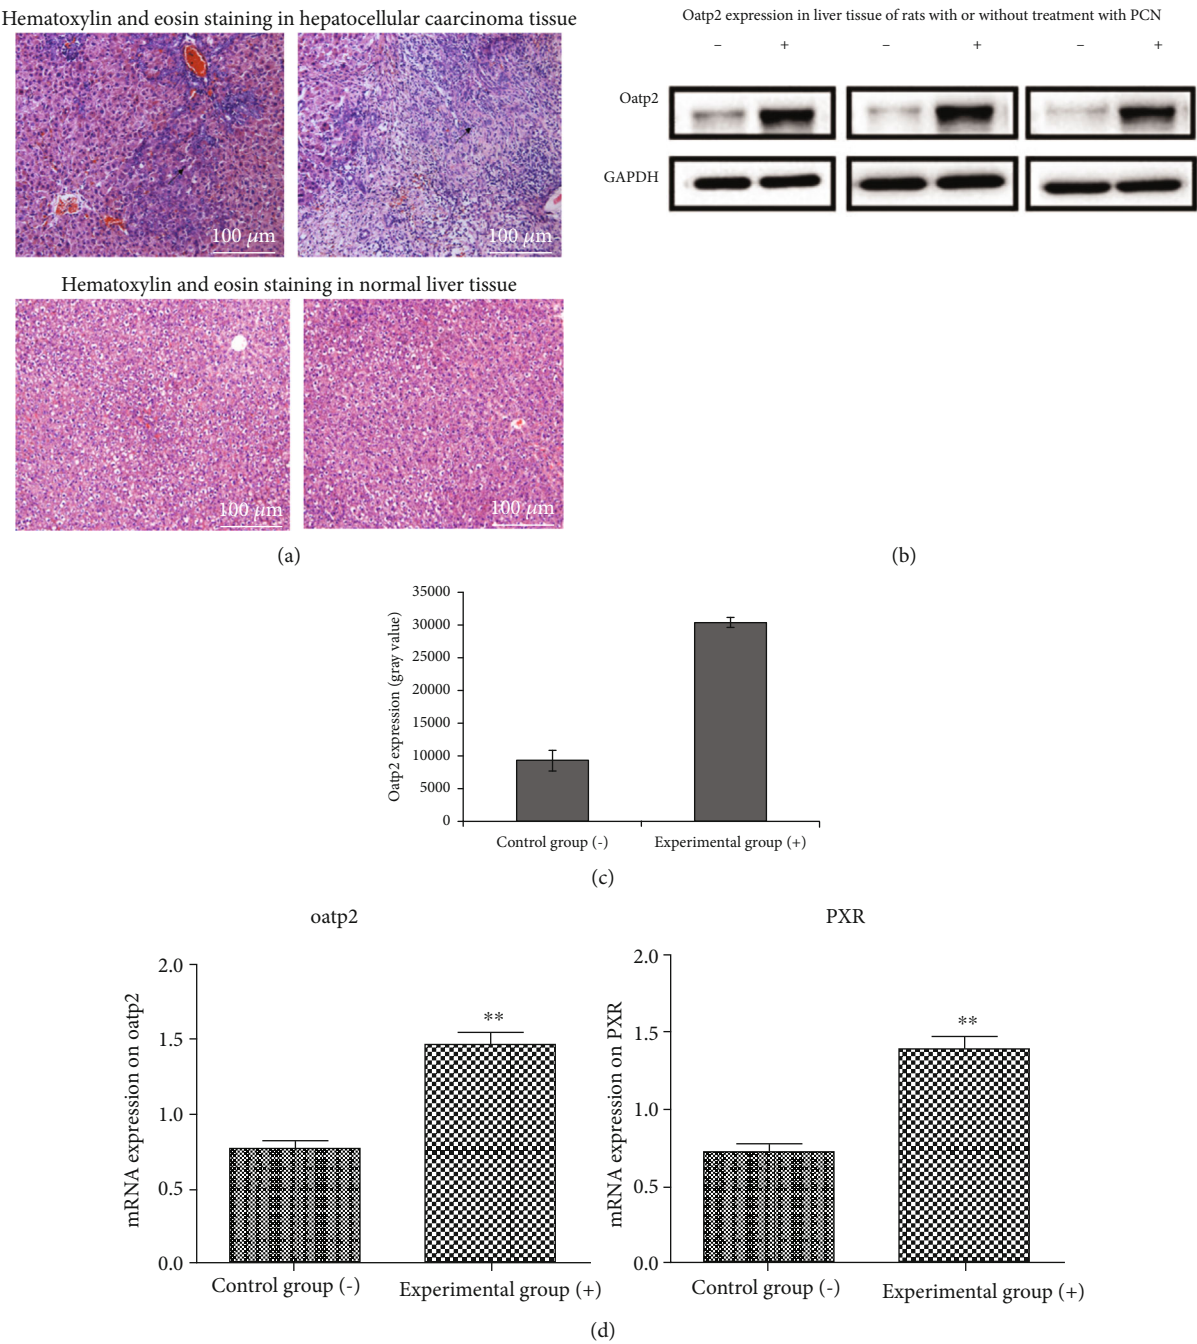 Hematoxylin and eosin staining in hepatocellular caarcinoma tissue
100 µm
100 µm
Hematoxylin and eosin staining in normal liver tissue
100 µm
100 µm
(a)
Oatp2 expression in liver tissue of rats with or without treatment with PCN
– + – + – +
Oatp2
GAPDH
(b)
35000
30000
25000
20000
15000
10000
5000
0
Oatp2 expression (gray value)
Control group (-) Experimental group (+)
(c)
oatp2
2.0
1.5
1.0
0.5
0.0
mRNA expression on oatp2
**
Control group (-) Experimental group (+)
PXR
2.0
1.5
1.0
0.5
0.0
mRNA expression on PXR
**
Control group (-) Experimental group (+)
(d)